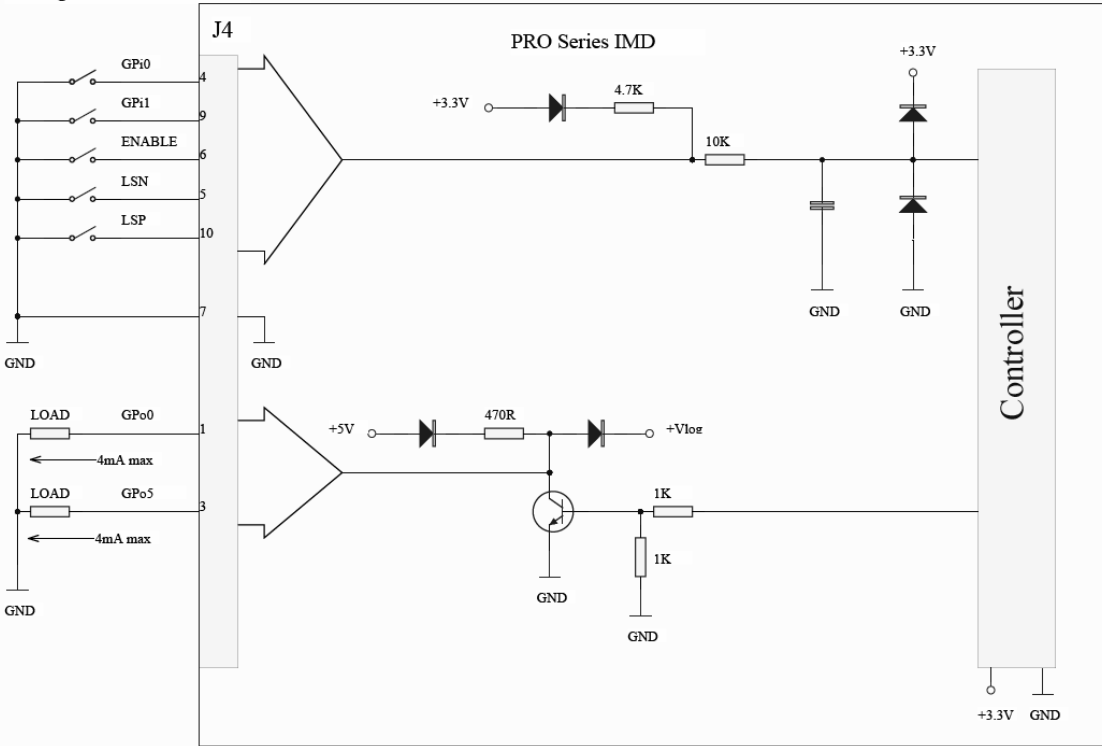 J4
PRO Series IMD
GPi0
4
GPi1
9
ENABLE
6
LSN
5
LSP
10
7
GND
GND
+3.3V
4.7K
10K
+3.3V
GND
GND
Controller
LOAD
GPo0
1
4mA max
LOAD
GPo5
3
4mA max
GND
+5V
470R
+Vlog
1K
1K
GND
GND
+3.3V
GND